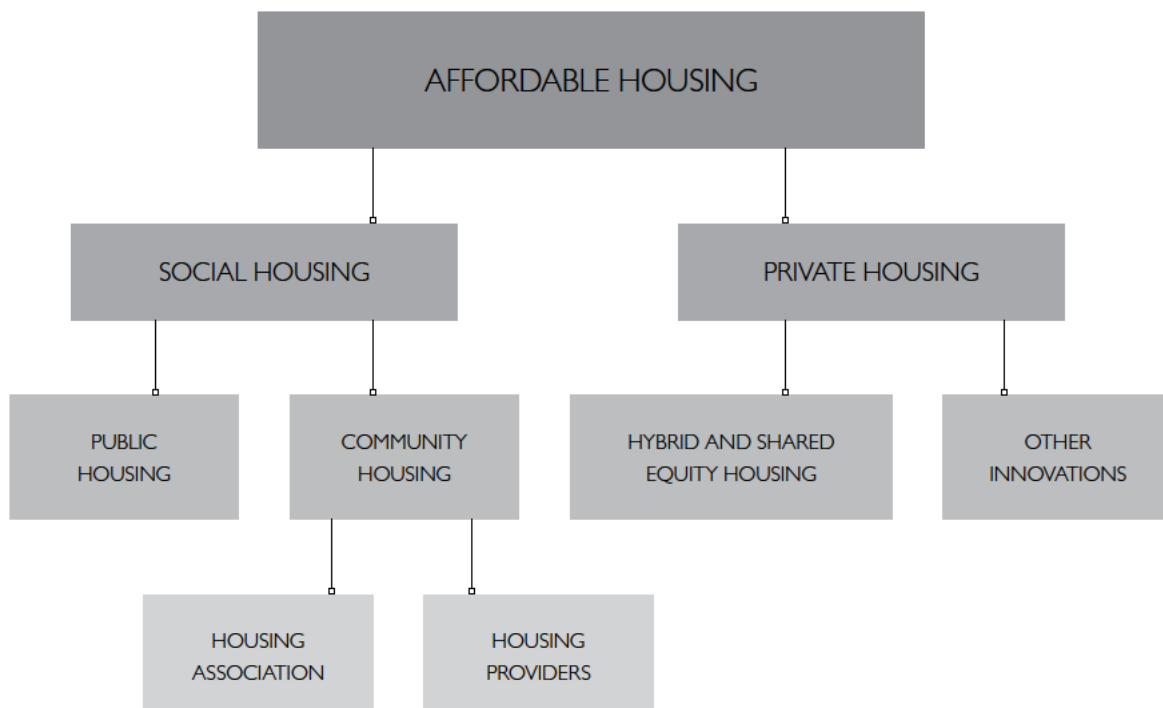 AFFORDABLE HOUSING
SOCIAL HOUSING
PRIVATE HOUSING
PUBLIC
HOUSING
COMMUNITY
HOUSING
HYBRID AND SHARED
EQUITY HOUSING
OTHER
INNOVATIONS
HOUSING
ASSOCIATION
HOUSING
PROVIDERS